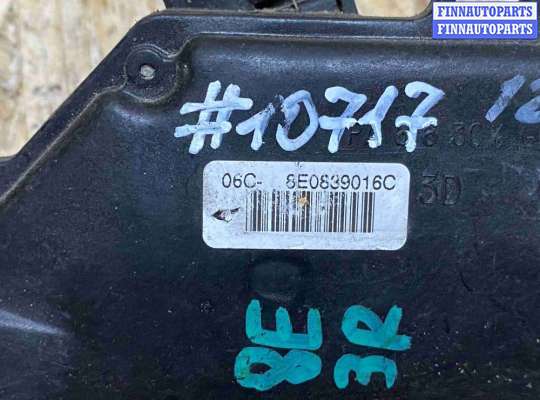 FINNAUTOPARTS
FINNAUTOPARTS
#10717
06C- 8E0839016C
3D
8E
3R